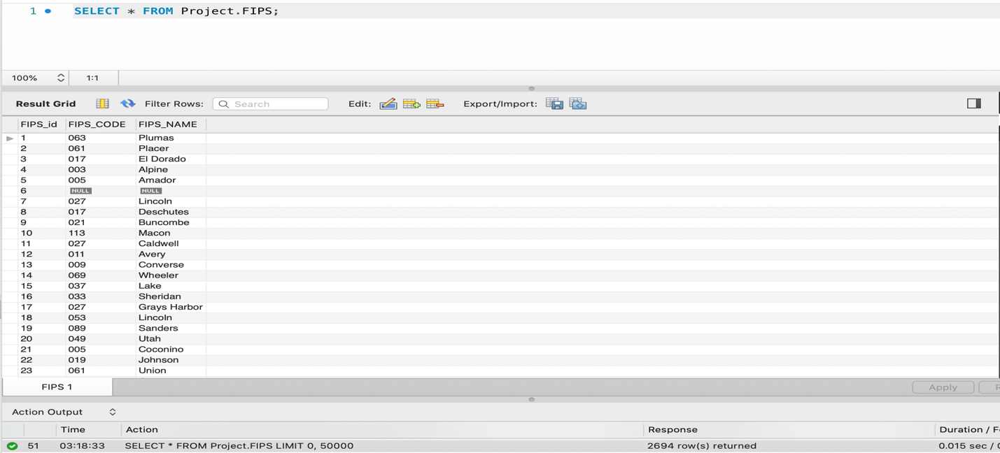 1 SELECT * FROM Project.FIPS;
100% 1:1
Result Grid Filter Rows: Search Edit: Export/Import:
FIPS_id FIPS_CODE FIPS_NAME
1 063 Plumas
2 061 Placer
3 017 El Dorado
4 003 Alpine
5 005 Amador
6 NULL NULL
7 027 Lincoln
8 017 Deschutes
9 021 Buncombe
10 113 Macon
11 027 Caldwell
12 011 Avery
13 009 Converse
14 069 Wheeler
15 037 Lake
16 033 Sheridan
17 027 Grays Harbor
18 053 Lincoln
19 089 Sanders
20 049 Utah
21 005 Coconino
22 019 Johnson
23 061 Union
FIPS 1 Apply
Action Output
Time Action Response Duration / F
51 03:18:33 SELECT * FROM Project.FIPS LIMIT 0, 50000 2694 row(s) returned 0.015 sec /